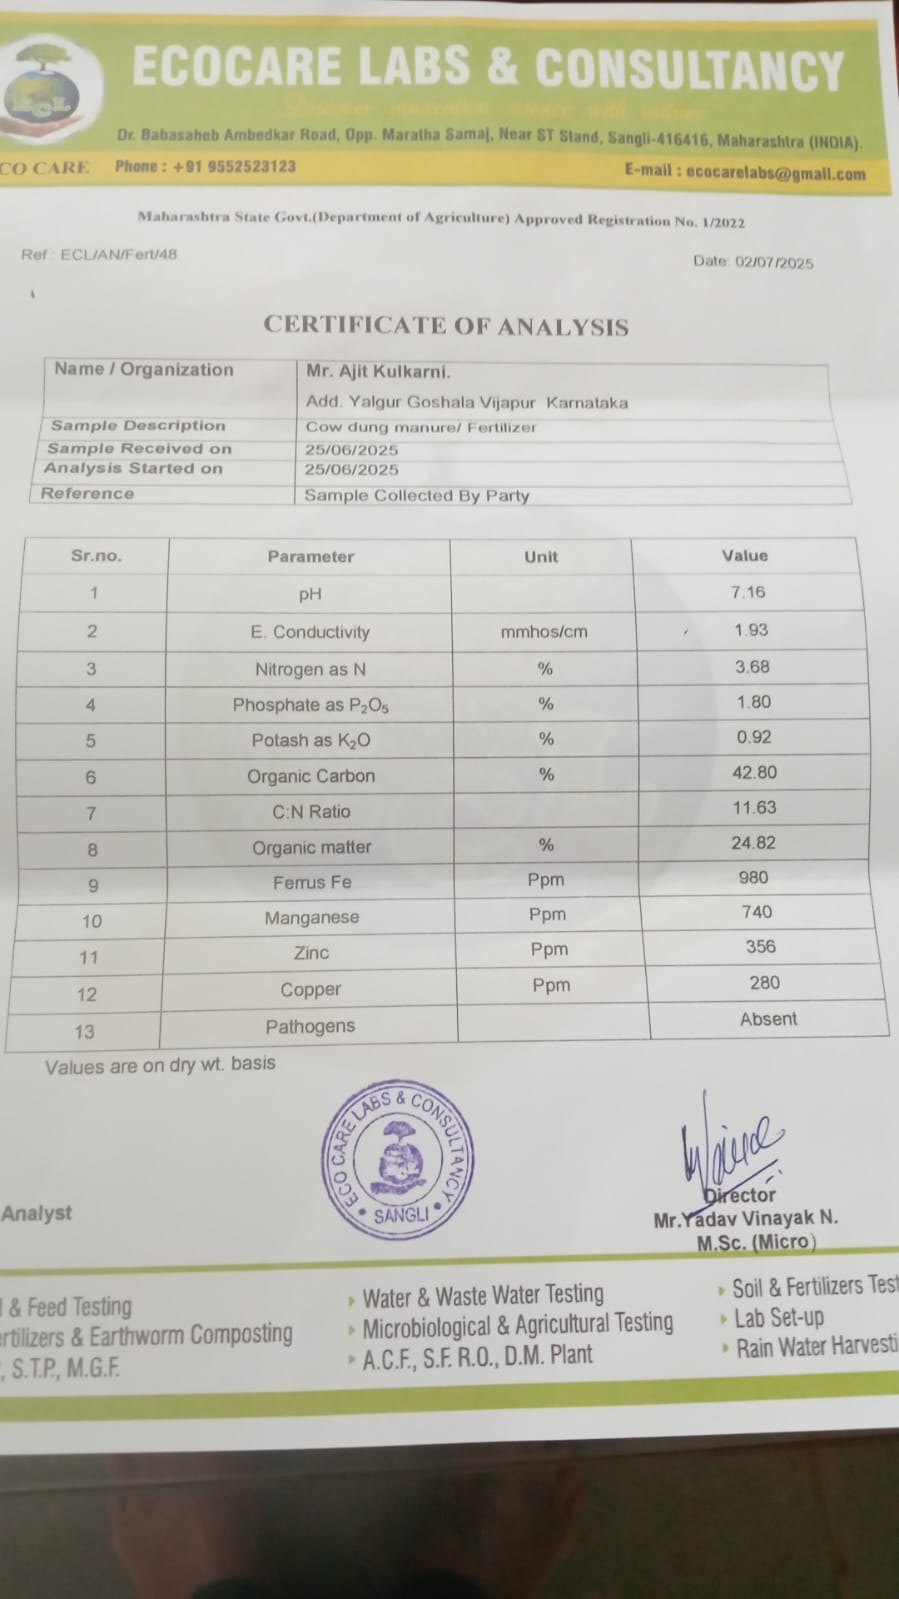 ECOCARE LABS & CONSULTANCY
Dr. Babasaheb Ambedkar Road, Opp. Maratha Samaj, Near ST Stand, Sangli-416416, Maharashtra (INDIA).
ECL
CO CARE Phone : +91 9552523123 E-mail : ecocarelabs@gmail.com
Maharashtra State Govt.(Department of Agriculture) Approved Registration No. 1/2022
Ref : ECL/AN/Fert/48 Date: 02/07/2025
CERTIFICATE OF ANALYSIS
Name / Organization Mr. Ajit Kulkarni.
Add. Yalgur Goshala Vijapur Karnataka
Sample Description Cow dung manure/ Fertilizer
Sample Received on 25/06/2025
Analysis Started on 25/06/2025
Reference Sample Collected By Party
Sr.no. Parameter Unit Value
1 pH 7.16
2 E. Conductivity mmhos/cm 1.93
3 Nitrogen as N % 3.68
4 Phosphate as P₂O₅ % 1.80
5 Potash as K₂O % 0.92
6 Organic Carbon % 42.80
7 C:N Ratio 11.63
8 Organic matter % 24.82
9 Ferrus Fe Ppm 980
10 Manganese Ppm 740
11 Zinc Ppm 356
12 Copper Ppm 280
13 Pathogens Absent
Values are on dry wt. basis
ECO CARE LABS & CONSULTANCY
SANGLI
Analyst
Director
Mr.Yadav Vinayak N.
M.Sc. (Micro)
& Feed Testing
rtilizers & Earthworm Composting
, S.T.P., M.G.F.
Water & Waste Water Testing
Microbiological & Agricultural Testing
A.C.F., S.F. R.O., D.M. Plant
Soil & Fertilizers Test
Lab Set-up
Rain Water Harvesti